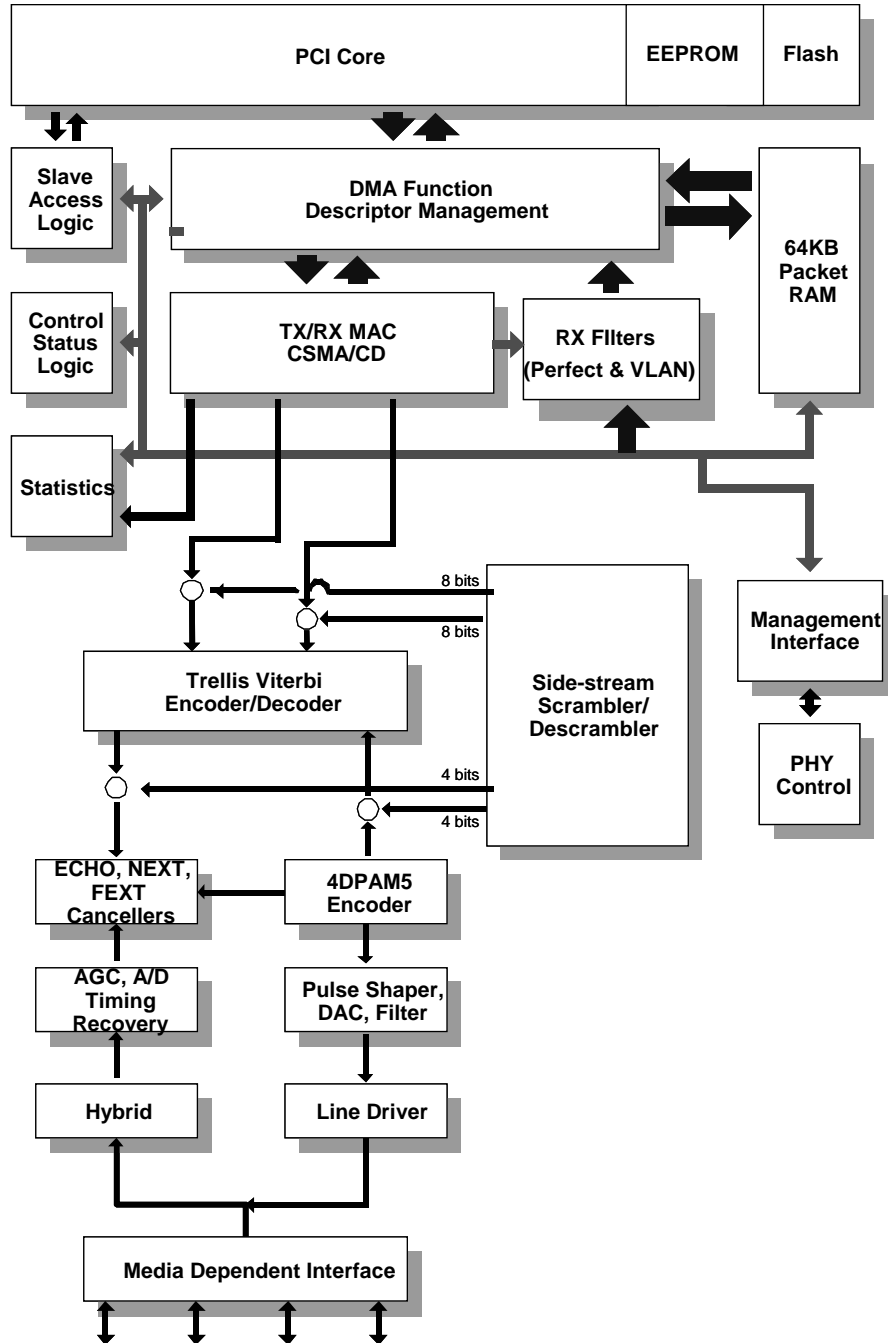 PCI Core
EEPROM
Flash
Slave
Access
Logic
DMA Function
Descriptor Management
64KB
Packet
RAM
Control
Status
Logic
TX/RX MAC
CSMA/CD
RX FIlters
(Perfect & VLAN)
Statistics
8 bits
8 bits
Management
Interface
Trellis Viterbi
Encoder/Decoder
Side-stream
Scrambler/
Descrambler
PHY
Control
4 bits
4 bits
ECHO, NEXT,
FEXT
Cancellers
4DPAM5
Encoder
AGC, A/D
Timing
Recovery
Pulse Shaper,
DAC, Filter
Hybrid
Line Driver
Media Dependent Interface